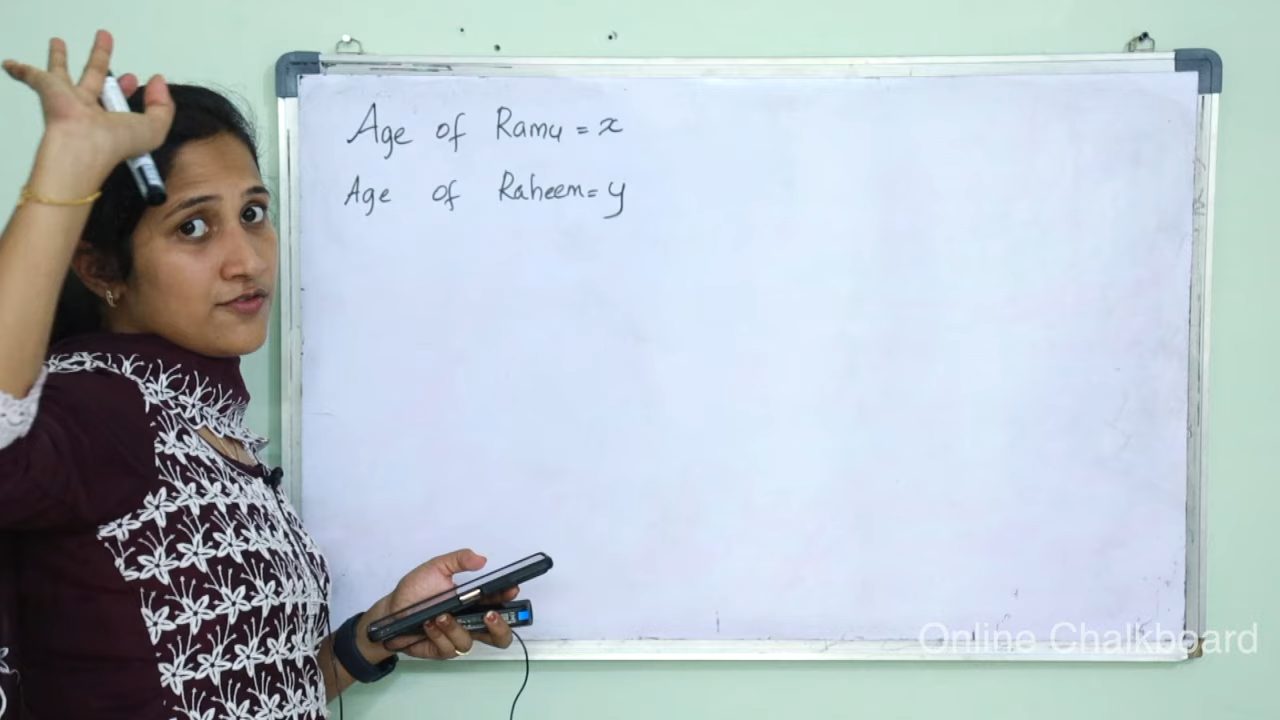 Age of Ramu = x
Age of Raheem = y
Online Chalkboard